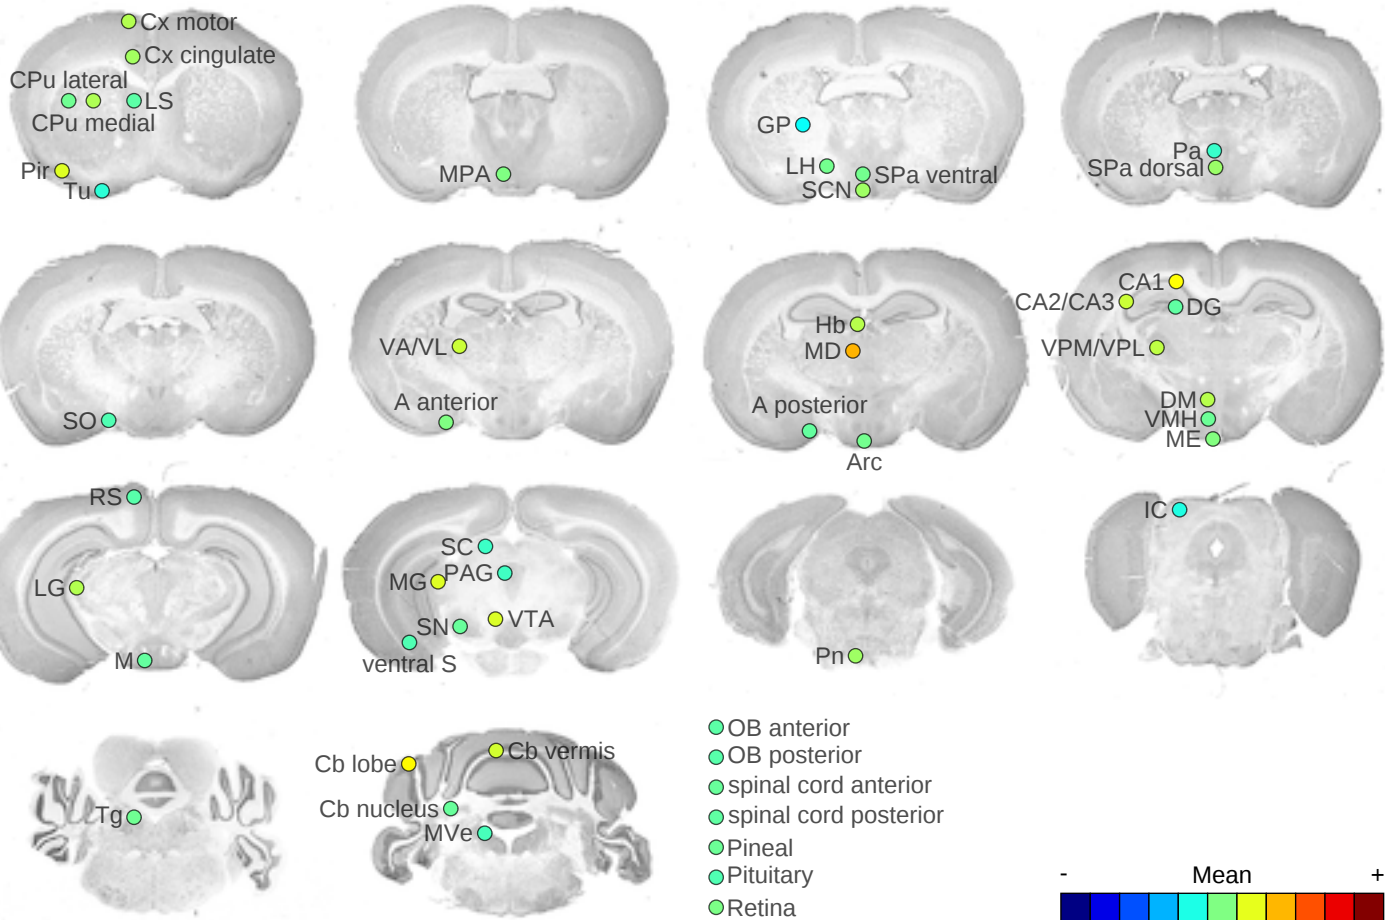 Cx motor
Cx cingulate
CPu lateral
LS
CPu medial
Pir
Tu
MPA
GP
LH
SPa ventral
SCN
Pa
SPa dorsal
SO
VA/VL
A anterior
Hb
MD
A posterior
Arc
CA1
CA2/CA3
DG
VPM/VPL
DM
VMH
ME
RS
LG
M
SC
PAG
MG
VTA
SN
ventral S
Pn
IC
Tg
Cb lobe
Cb vermis
Cb nucleus
MVe
OB anterior
OB posterior
spinal cord anterior
spinal cord posterior
Pineal
Pituitary
Retina
- Mean +